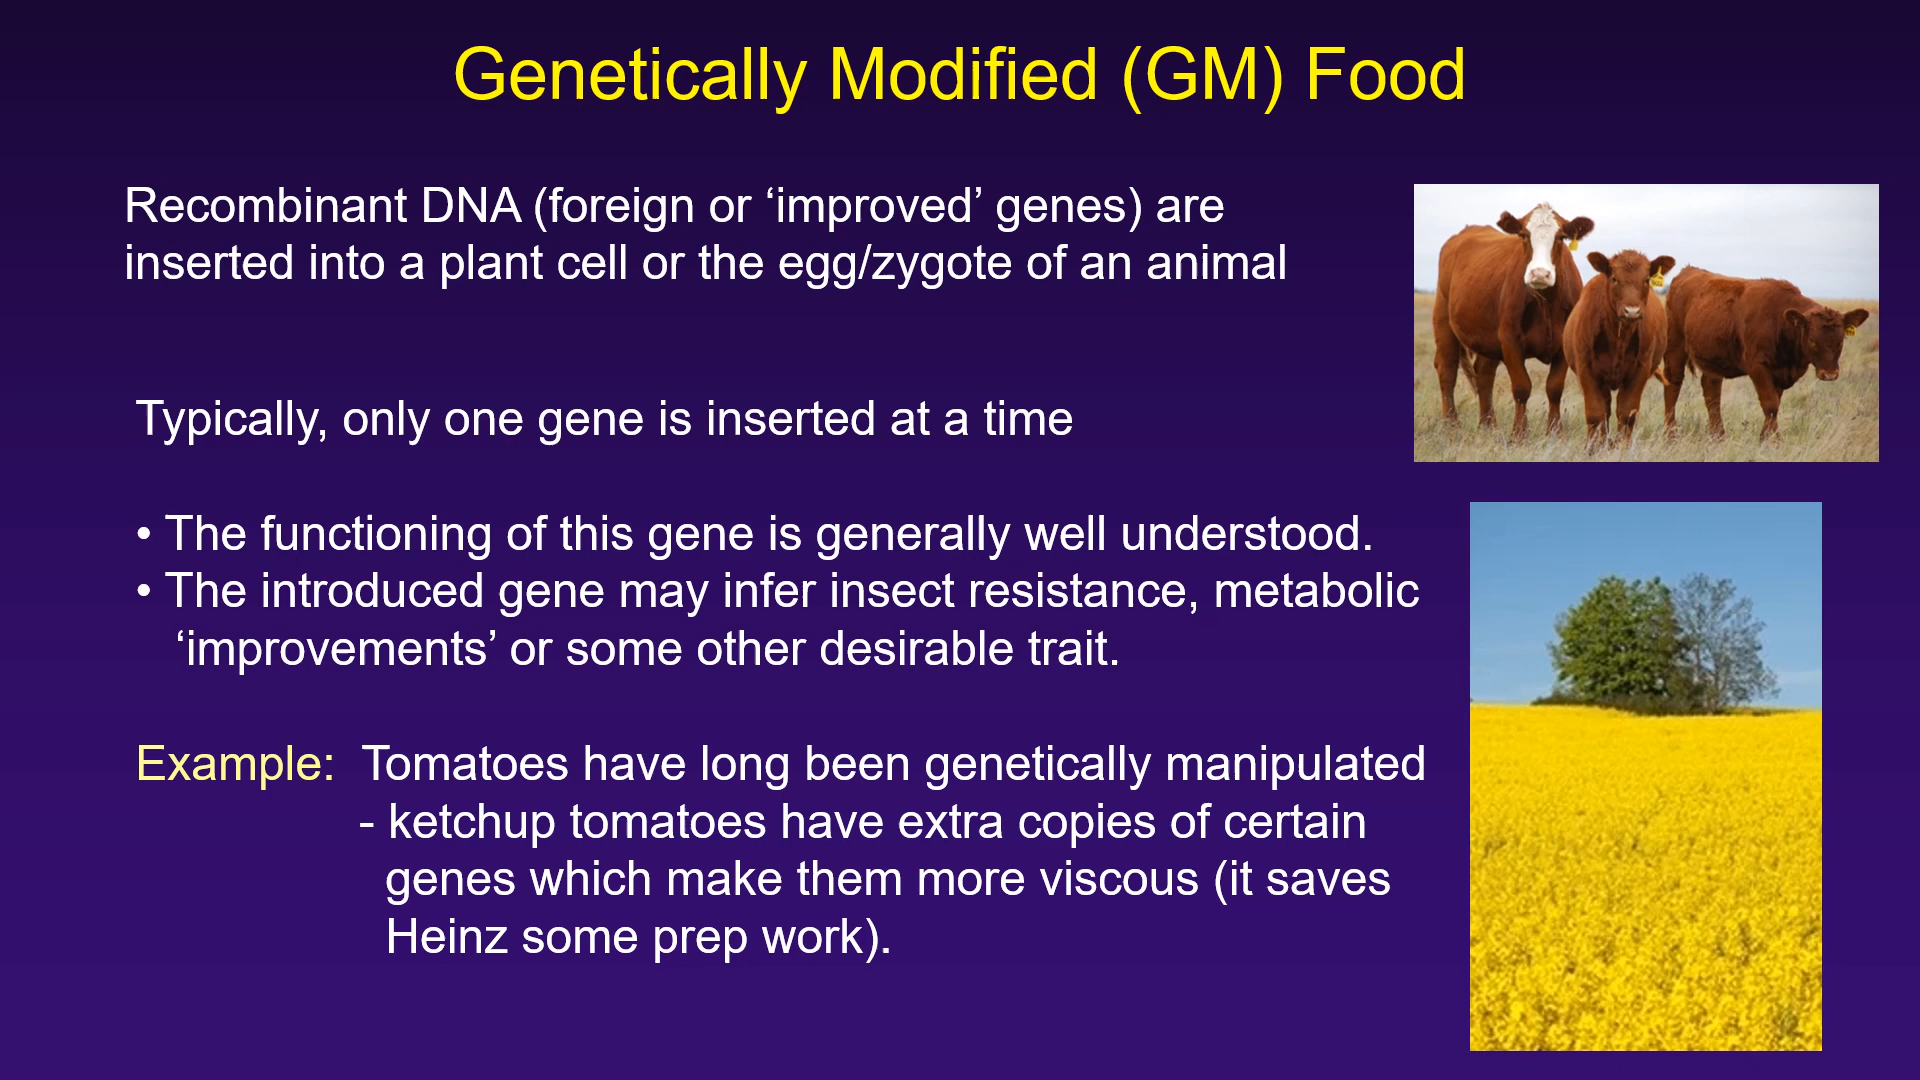 Genetically Modified (GM) Food
Recombinant DNA (foreign or ‘improved’ genes) are
inserted into a plant cell or the egg/zygote of an animal
Typically, only one gene is inserted at a time
• The functioning of this gene is generally well understood.
• The introduced gene may infer insect resistance, metabolic
‘improvements’ or some other desirable trait.
Example: Tomatoes have long been genetically manipulated
- ketchup tomatoes have extra copies of certain
genes which make them more viscous (it saves
Heinz some prep work).